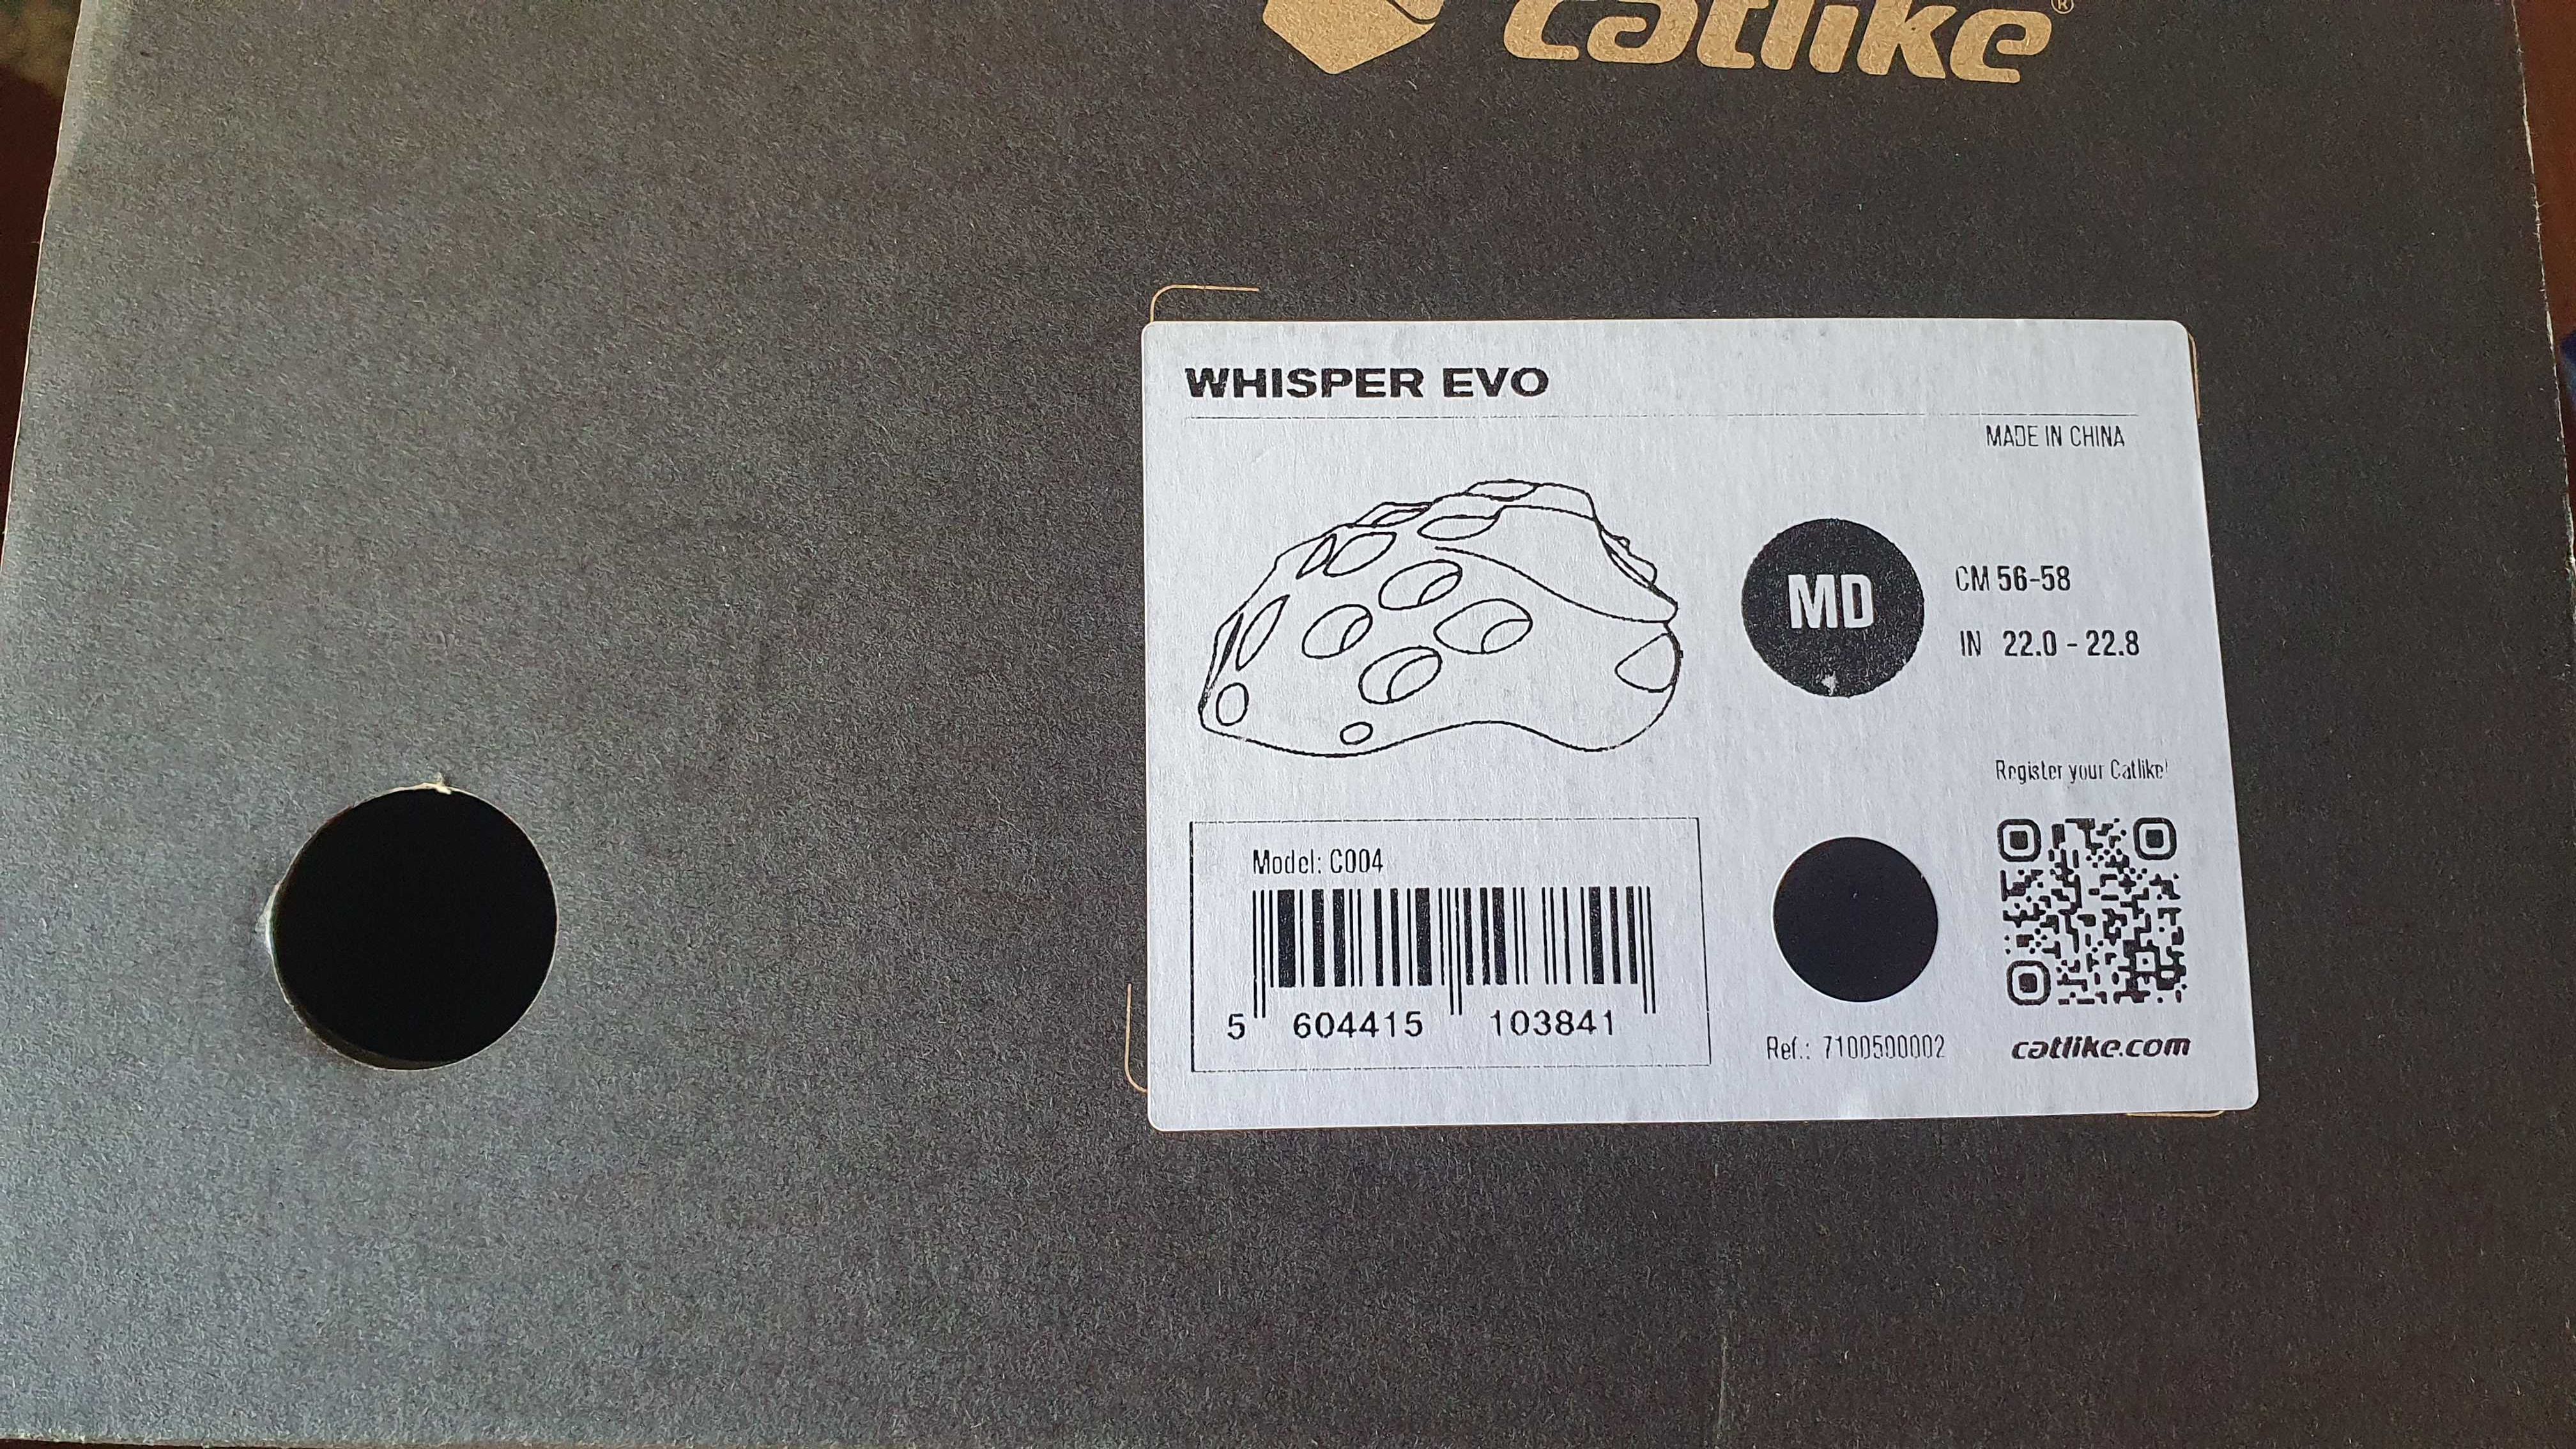 catlike®
WHISPER EVO
MADE IN CHINA
MD
CM 56-58
IN 22.0 - 22.8
Register your Catlike!
Model: C004
5 604415 103841
Ref.: 7100500002
catlike.com